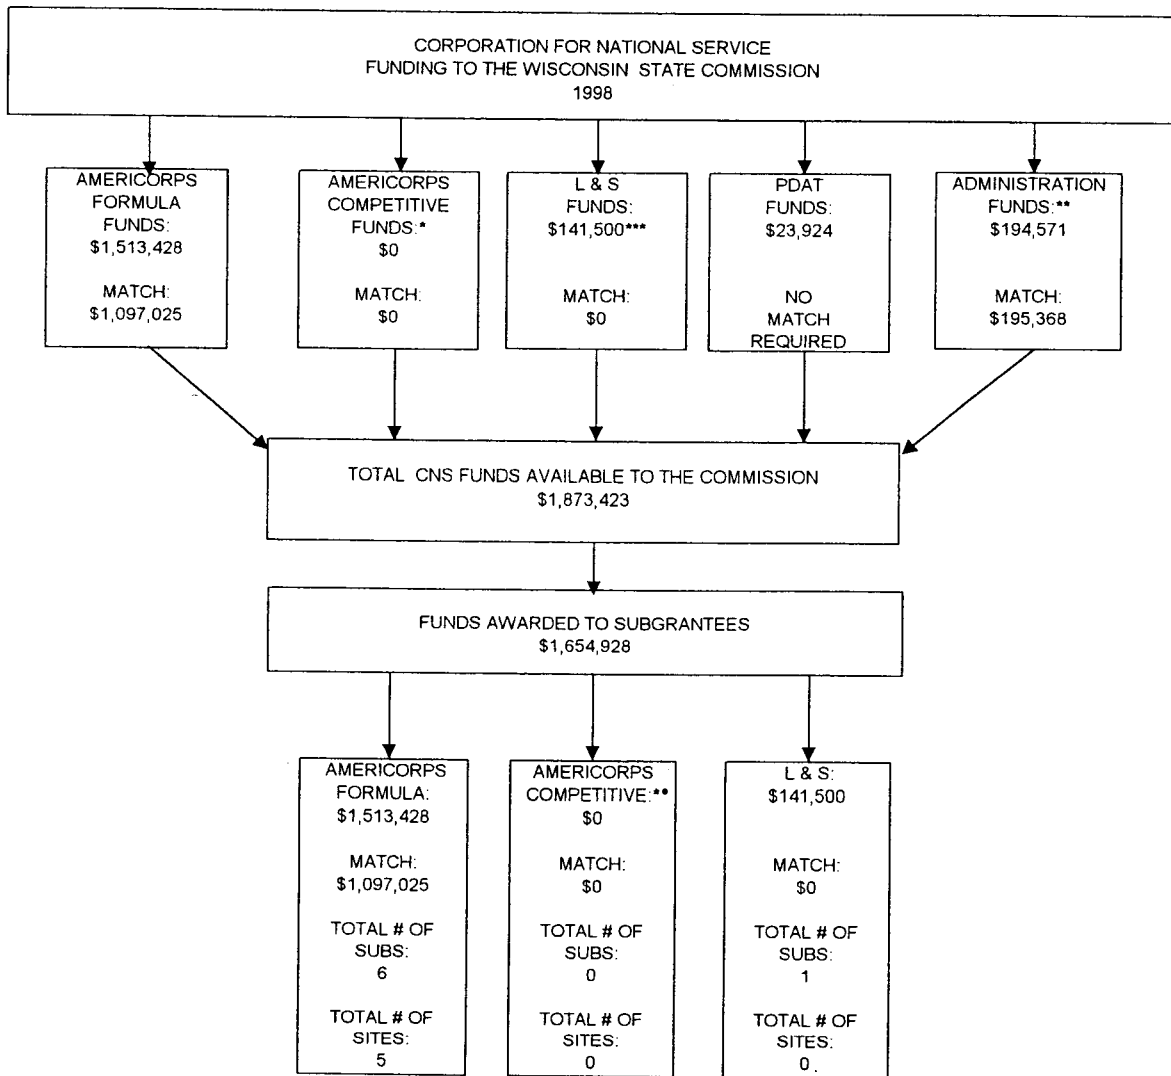 CORPORATION FOR NATIONAL SERVICE
FUNDING TO THE WISCONSIN STATE COMMISSION
1998
AMERICORPS
FORMULA
FUNDS:
$1,513,428
MATCH:
$1,097,025
AMERICORPS
COMPETITIVE
FUNDS:*
$0
MATCH:
$0
L & S
FUNDS:
$141,500***
MATCH:
$0
PDAT
FUNDS:
$23,924
NO
MATCH
REQUIRED
ADMINISTRATION
FUNDS:**
$194,571
MATCH:
$195,368
TOTAL CNS FUNDS AVAILABLE TO THE COMMISSION
$1,873,423
FUNDS AWARDED TO SUBGRANTEES
$1,654,928
AMERICORPS
FORMULA:
$1,513,428
MATCH:
$1,097,025
TOTAL # OF
SUBS:
6
TOTAL # OF
SITES:
5
AMERICORPS
COMPETITIVE:**
$0
MATCH:
$0
TOTAL # OF
SUBS:
0
TOTAL # OF
SITES:
0
L & S:
$141,500
MATCH:
$0
TOTAL # OF
SUBS:
1
TOTAL # OF
SITES:
0